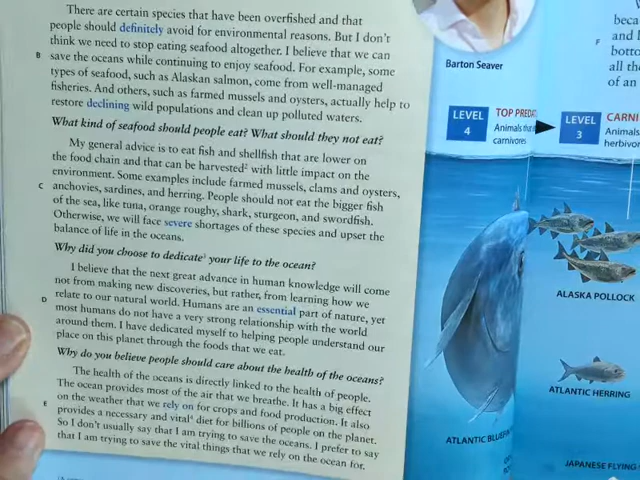 There are certain species that have been overfished and that
people should definitely avoid for environmental reasons. But I don't
think we need to stop eating seafood altogether. I believe that we can
B save the oceans while continuing to enjoy seafood. For example, some
types of seafood, such as Alaskan salmon, come from well-managed
fisheries. And others, such as farmed mussels and oysters, actually help to
restore declining wild populations and clean up polluted waters.
What kind of seafood should people eat? What should they not eat?
My general advice is to eat fish and shellfish that are lower on
the food chain and that can be harvested² with little impact on the
environment. Some examples include farmed mussels, clams and oysters,
C anchovies, sardines, and herring. People should not eat the bigger fish
of the sea, like tuna, orange roughy, shark, sturgeon, and swordfish.
Otherwise, we will face severe shortages of these species and upset the
balance of life in the oceans.
Why did you choose to dedicate³ your life to the ocean?
I believe that the next great advance in human knowledge will come
not from making new discoveries, but rather, from learning how we
D relate to our natural world. Humans are an essential part of nature, yet
most humans do not have a very strong relationship with the world
around them. I have dedicated myself to helping people understand our
place on this planet through the foods that we eat.
Why do you believe people should care about the health of the oceans?
The health of the oceans is directly linked to the health of people.
The ocean provides most of the air that we breathe. It has a big effect
E on the weather that we rely on for crops and food production. It also
provides a necessary and vital⁴ diet for billions of people on the planet.
So I don't usually say that I am trying to save the oceans. I prefer to say
that I am trying to save the vital things that we rely on the ocean for.
Barton Seaver
LEVEL
4
TOP
Animals
carnivores
LEVEL
3
Animals
F
and
all the
of an
ALASKA POLLOCK
ATLANTIC HERRING
ATLANTIC
JAPANESE FLYING